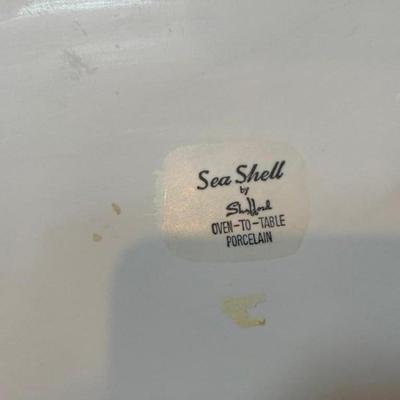 Sea Shell
by
Shafford
OVEN-TO-TABLE
PORCELAIN